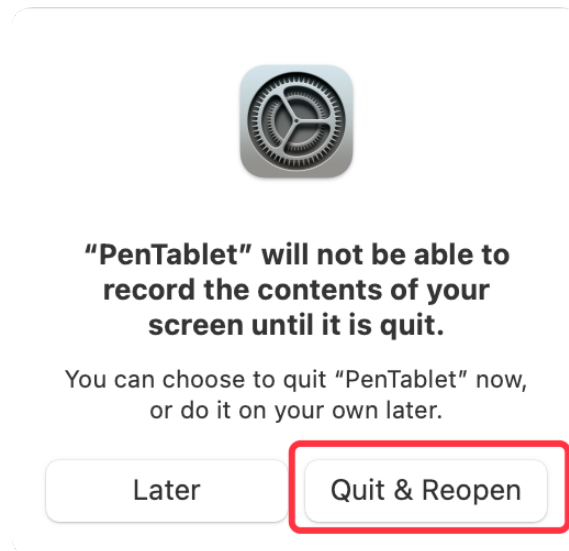 “PenTablet” will not be able to
record the contents of your
screen until it is quit.
You can choose to quit “PenTablet” now,
or do it on your own later.
Later
Quit & Reopen